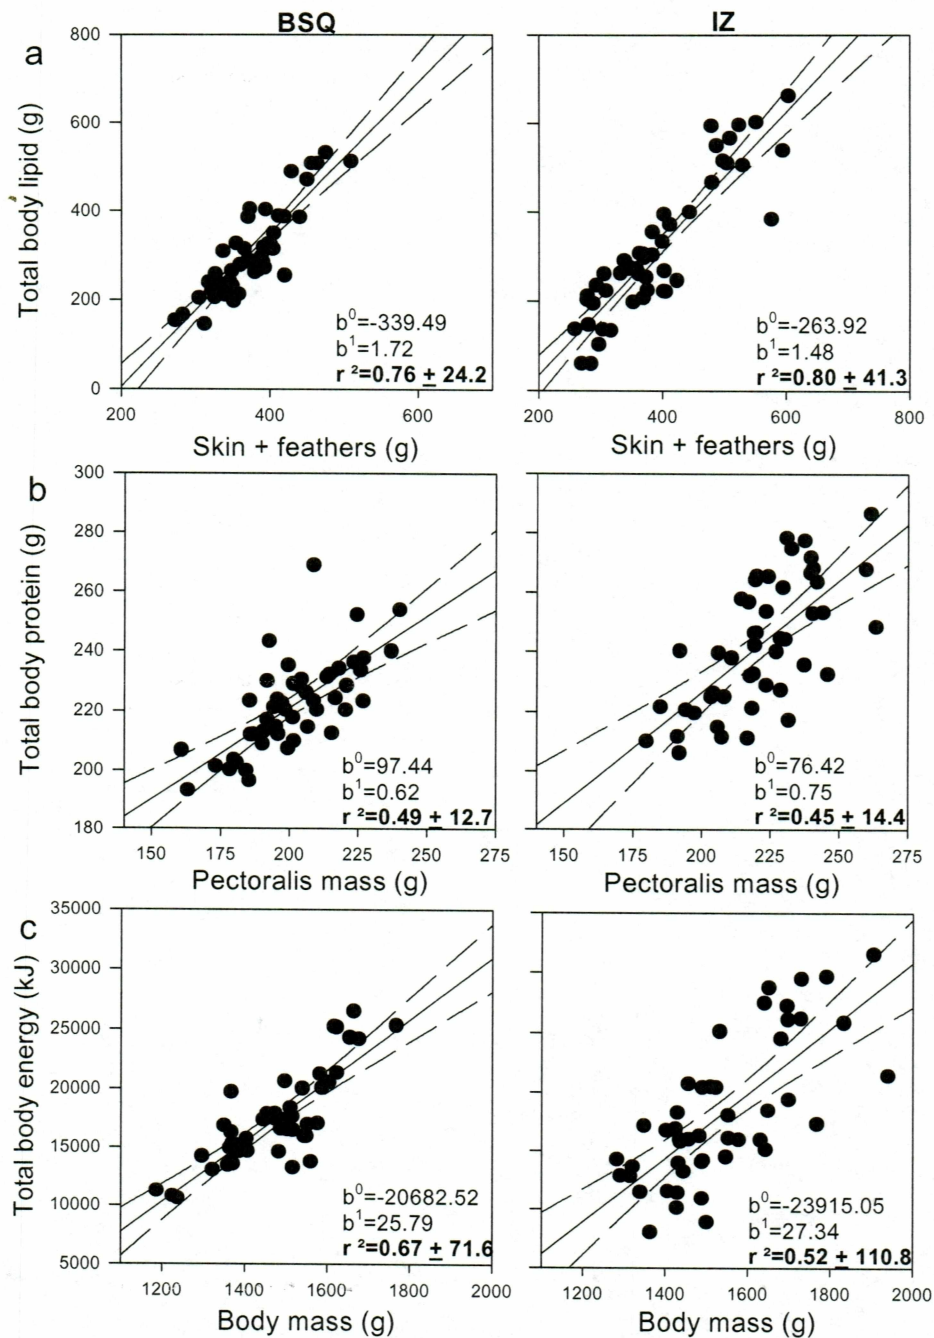 BSQ
IZ
a
Total body lipid (g)
800
600
400
200
0
b⁰=-339.49
b¹=1.72
r ²=0.76 ± 24.2
200 400 600
Skin + feathers (g)
b⁰=-263.92
b¹=1.48
r ²=0.80 ± 41.3
200 400 600 800
Skin + feathers (g)
b
Total body protein (g)
300
280
260
240
220
200
180
b⁰=97.44
b¹=0.62
r ²=0.49 ± 12.7
150 175 200 225 250 275
Pectoralis mass (g)
b⁰=76.42
b¹=0.75
r ²=0.45 ± 14.4
150 175 200 225 250 275
Pectoralis mass (g)
c
Total body energy (kJ)
35000
30000
25000
20000
15000
10000
5000
b⁰=-20682.52
b¹=25.79
r ²=0.67 ± 71.6
1200 1400 1600 1800 2000
Body mass (g)
b⁰=-23915.05
b¹=27.34
r ²=0.52 ± 110.8
1200 1400 1600 1800 2000
Body mass (g)